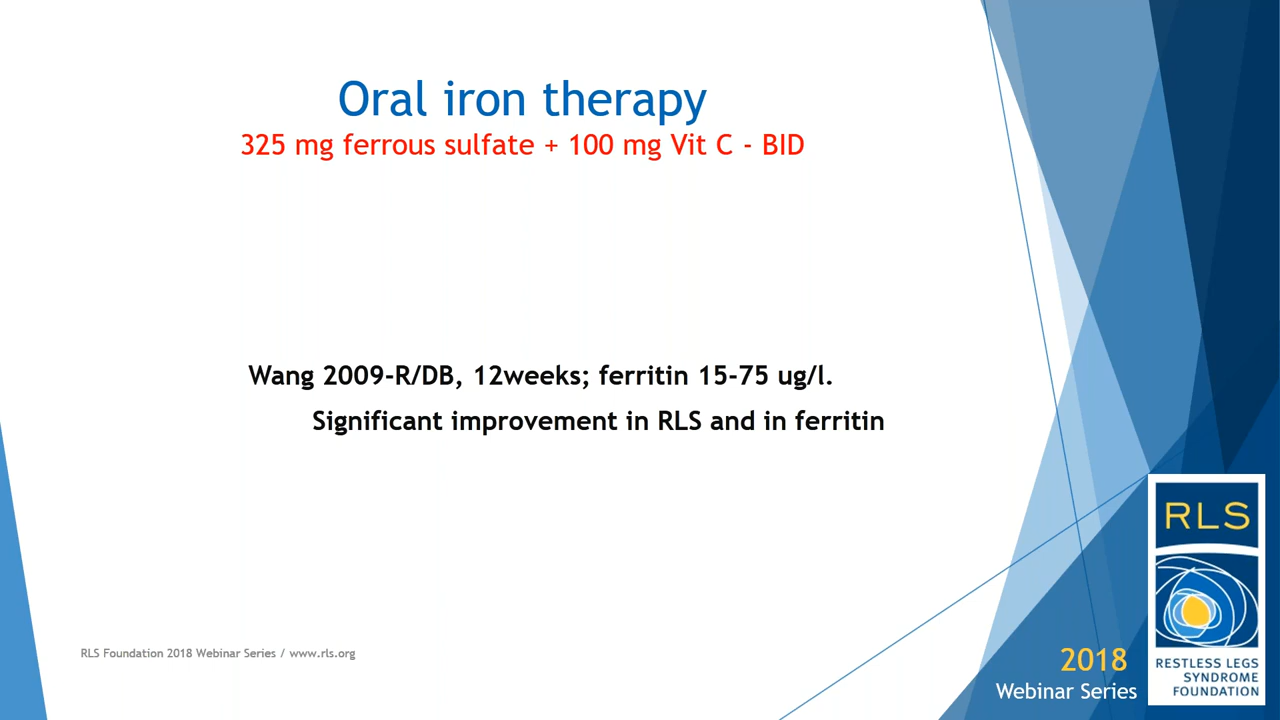 Oral iron therapy
325 mg ferrous sulfate + 100 mg Vit C - BID
Wang 2009-R/DB, 12weeks; ferritin 15-75 ug/l.
Significant improvement in RLS and in ferritin
RLS Foundation 2018 Webinar Series / www.rls.org
2018
Webinar Series
RLS
RESTLESS LEGS
SYNDROME
FOUNDATION